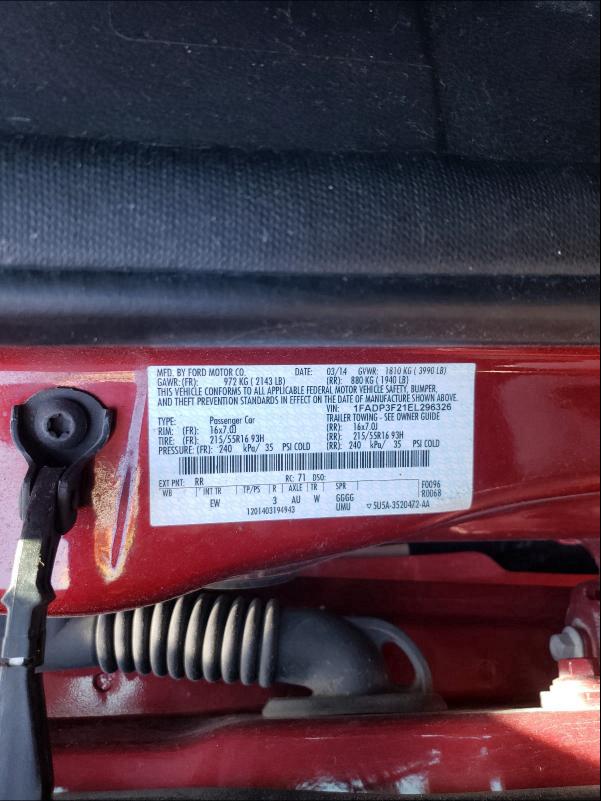 MFD. BY FORD MOTOR CO. DATE: 03/14 GVWR: 1810 KG ( 3990 LB)
GAWR: (FR): 972 KG ( 2143 LB) (RR): 880 KG ( 1940 LB)
THIS VEHICLE CONFORMS TO ALL APPLICABLE FEDERAL MOTOR VEHICLE SAFETY, BUMPER,
AND THEFT PREVENTION STANDARDS IN EFFECT ON THE DATE OF MANUFACTURE SHOWN ABOVE.
VIN: 1FADP3F21EL296326
TYPE: Passenger Car TRAILER TOWING - SEE OWNER GUIDE
RIM: (FR): 16x7.0J (RR): 16x7.0J
TIRE: (FR): 215/55R16 93H (RR): 215/55R16 93H
PRESSURE: (FR): 240 kPa/ 35 PSI COLD (RR): 240 kPa/ 35 PSI COLD
EXT PNT: RR RC: 71 DSO: F0096
WB INT TR TP/PS R AXLE TR SPR R0068
EW 3 AU W GGGG
1201403194943 UMU ▽ 5U5A-3520472-AA